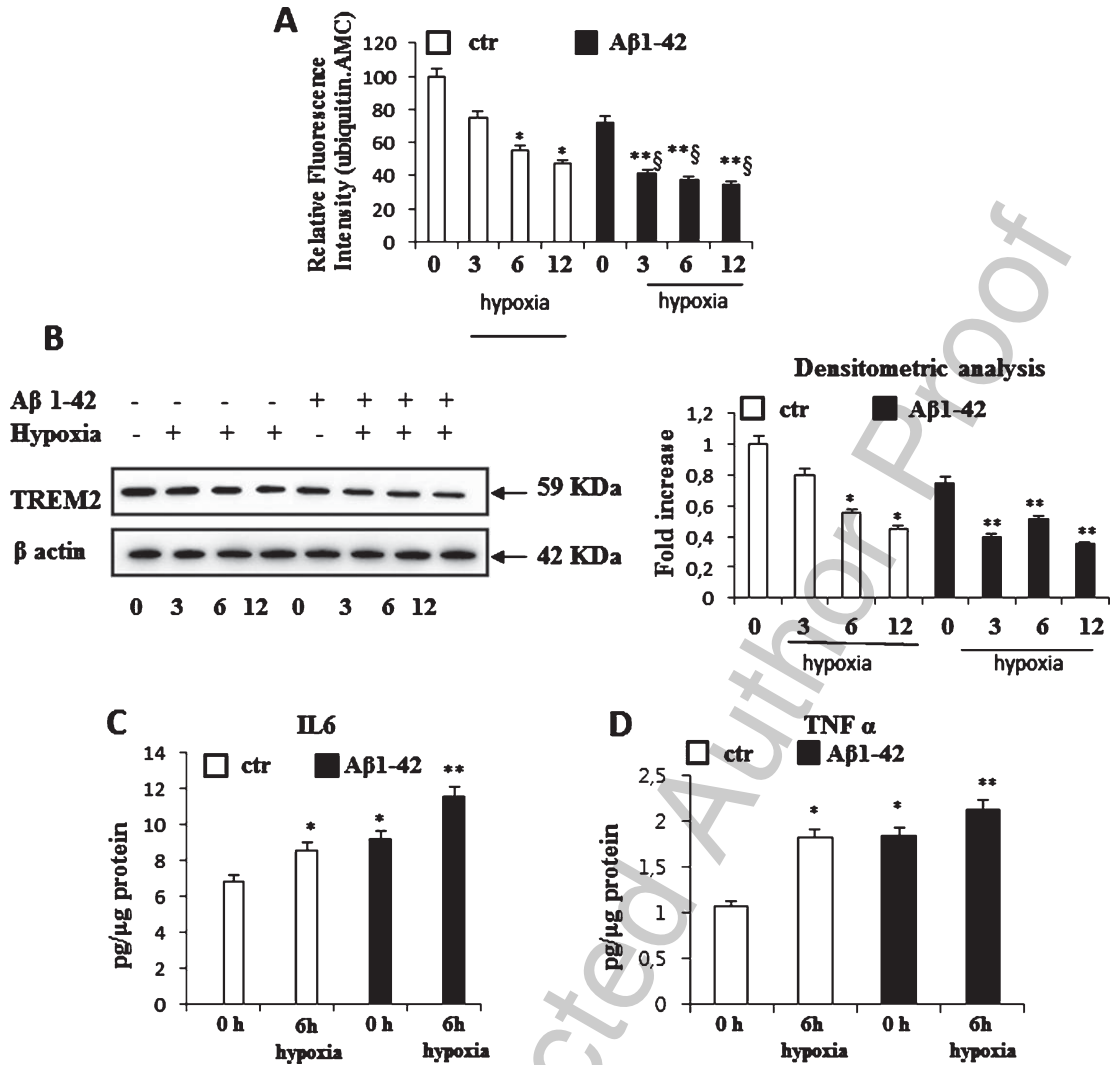 A
ctr Aβ1-42
Relative Fluorescence
Intensity (ubiquitin.AMC)
120
100
80
60
40
20
0
* * **§ **§ **§
0 3 6 12 0 3 6 12
hypoxia hypoxia
B
Aβ 1-42 - - - - + + + +
Hypoxia - + + + - + + +
TREM2 59 KDa
β actin 42 KDa
0 3 6 12 0 3 6 12
Densitometric analysis
ctr Aβ1-42
Fold increase
1,2
1
0,8
0,6
0,4
0,2
0
* * ** ** **
0 3 6 12 0 3 6 12
hypoxia hypoxia
C
IL6
ctr Aβ1-42
pg/μg protein
14
12
10
8
6
4
2
0
* * **
0 h 6h 0 h 6h
hypoxia hypoxia
D
TNF α
ctr Aβ1-42
pg/μg protein
2,5
2
1,5
1
0,5
0
* * **
0 h 6h 0 h 6h
hypoxia hypoxia
cted Author Proof